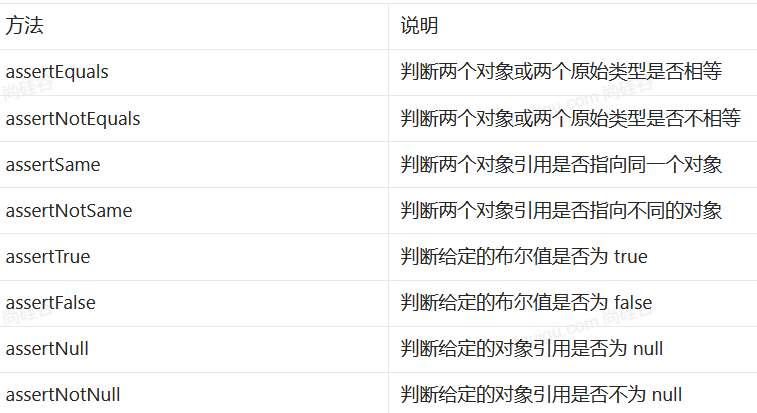 方法 说明
assertEquals 判断两个对象或两个原始类型是否相等
assertNotEquals 判断两个对象或两个原始类型是否不相等
assertSame 判断两个对象引用是否指向同一个对象
assertNotSame 判断两个对象引用是否指向不同的对象
assertTrue 判断给定的布尔值是否为 true
assertFalse 判断给定的布尔值是否为 false
assertNull 判断给定的对象引用是否为 null
assertNotNull 判断给定的对象引用是否不为 null